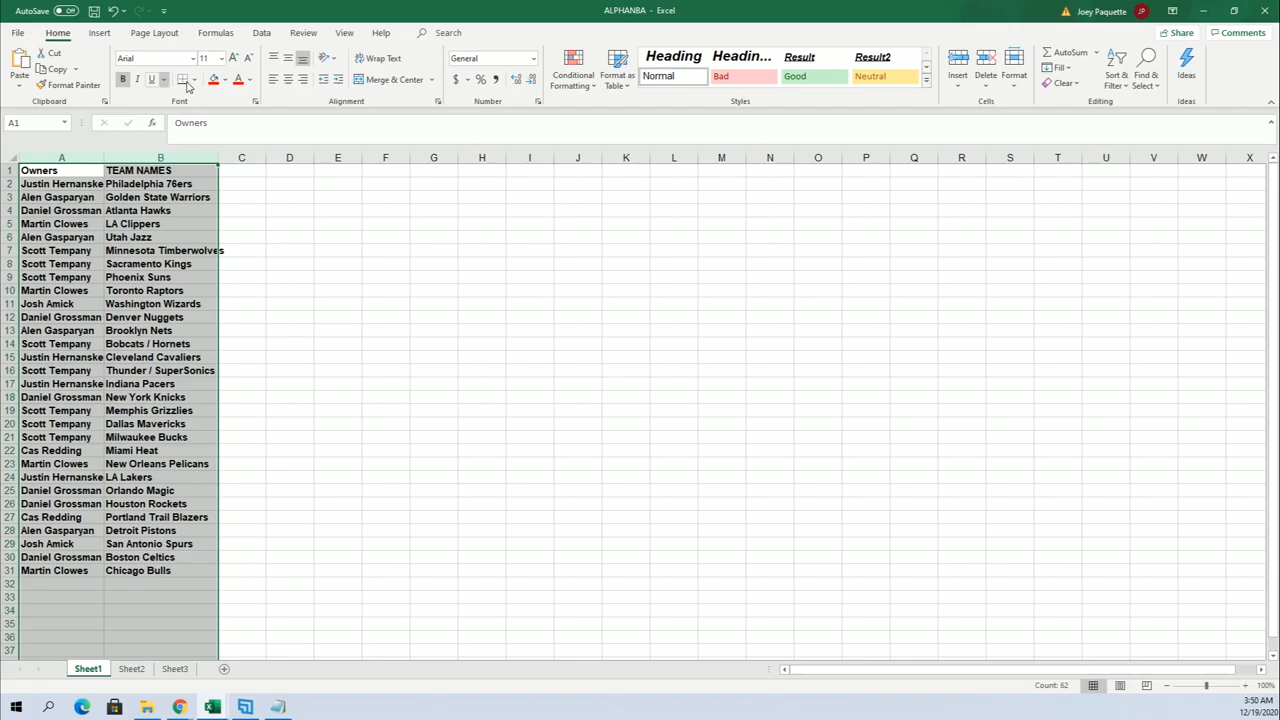 AutoSave Off ALPHANBA - Excel Joey Paquette JP
File Home Insert Page Layout Formulas Data Review View Help Search Share Comments
Paste Cut Copy Format Painter Clipboard
Arial 11 B I U Font
Merge & Center Alignment
General $ % Number
Conditional Formatting Format as Table
Heading Headin... Result Result2
Normal Bad Good Neutral
Styles
Insert Delete Format Cells
AutoSum Fill Clear Sort & Filter Find & Select Editing
Ideas Ideas
A1 fx Owners
A B C D E F G H I J K L M N O P Q R S T U V W X
1 Owners TEAM NAMES
2 Justin Hernanske Philadelphia 76ers
3 Alen Gasparyan Golden State Warriors
4 Daniel Grossman Atlanta Hawks
5 Martin Clowes LA Clippers
6 Alen Gasparyan Utah Jazz
7 Scott Tempany Minnesota Timberwolves
8 Scott Tempany Sacramento Kings
9 Scott Tempany Phoenix Suns
10 Martin Clowes Toronto Raptors
11 Josh Amick Washington Wizards
12 Daniel Grossman Denver Nuggets
13 Alen Gasparyan Brooklyn Nets
14 Scott Tempany Bobcats / Hornets
15 Justin Hernanske Cleveland Cavaliers
16 Scott Tempany Thunder / SuperSonics
17 Justin Hernanske Indiana Pacers
18 Daniel Grossman New York Knicks
19 Scott Tempany Memphis Grizzlies
20 Scott Tempany Dallas Mavericks
21 Scott Tempany Milwaukee Bucks
22 Cas Redding Miami Heat
23 Martin Clowes New Orleans Pelicans
24 Justin Hernanske LA Lakers
25 Daniel Grossman Orlando Magic
26 Daniel Grossman Houston Rockets
27 Cas Redding Portland Trail Blazers
28 Alen Gasparyan Detroit Pistons
29 Josh Amick San Antonio Spurs
30 Daniel Grossman Boston Celtics
31 Martin Clowes Chicago Bulls
32
33
34
35
36
37
Sheet1 Sheet2 Sheet3
Count: 62 100%
3:50 AM
12/19/2020